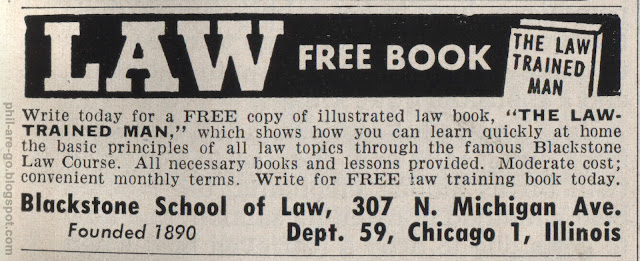 LAW FREE BOOK
THE LAW
TRAINED
MAN
Write today for a FREE copy of illustrated law book, "THE LAW-
TRAINED MAN," which shows how you can learn quickly at home
the basic principles of all law topics through the famous Blackstone
Law Course. All necessary books and lessons provided. Moderate cost;
convenient monthly terms. Write for FREE law training book today.
Blackstone School of Law, 307 N. Michigan Ave.
Founded 1890 Dept. 59, Chicago 1, Illinois
phil-are-go.blogspot.com